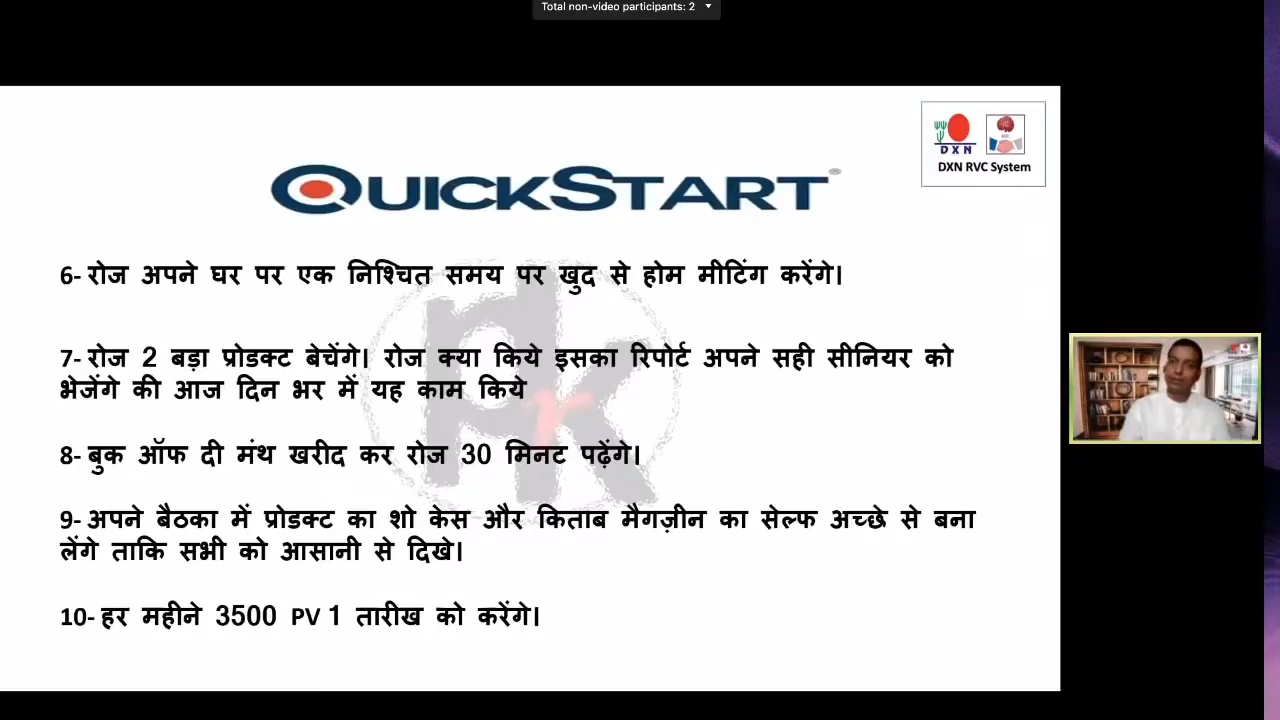 Total non-video participants: 2
DXN
DXN RVC System
QUICKSTART
6- रोज अपने घर पर एक निश्चित समय पर खुद से होम मीटिंग करेंगे।
7- रोज 2 बड़ा प्रोडक्ट बेचेंगे। रोज क्या किये इसका रिपोर्ट अपने सही सीनियर को
भेजेंगे की आज दिन भर में यह काम किये
8- बुक ऑफ दी मंथ खरीद कर रोज 30 मिनट पढ़ेंगे।
9- अपने बैठका में प्रोडक्ट का शो केस और किताब मैगज़ीन का सेल्फ अच्छे से बना
लेंगे ताकि सभी को आसानी से दिखे।
10- हर महीने 3500 PV 1 तारीख को करेंगे।